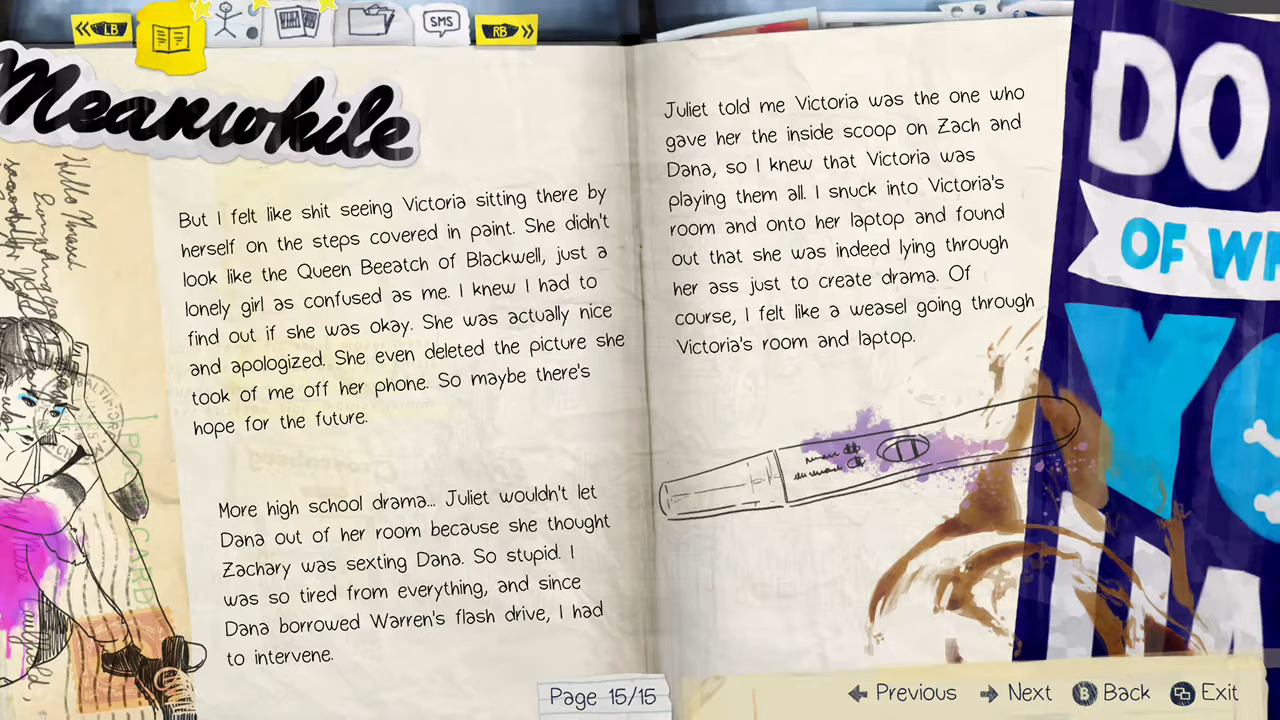 LB
SMS
RB
Meanwhile
But I felt like shit seeing Victoria sitting there by
herself on the steps covered in paint. She didn't
look like the Queen Beeatch of Blackwell, just a
lonely girl as confused as me. I knew I had to
find out if she was okay. She was actually nice
and apologized. She even deleted the picture she
took of me off her phone. So maybe there's
hope for the future.
More high school drama... Juliet wouldn't let
Dana out of her room because she thought
Zachary was sexting Dana. So stupid. I
was so tired from everything, and since
Dana borrowed Warren's flash drive, I had
to intervene.
Juliet told me Victoria was the one who
gave her the inside scoop on Zach and
Dana, so I knew that Victoria was
playing them all. I snuck into Victoria's
room and onto her laptop and found
out that she was indeed lying through
her ass just to create drama. Of
course, I felt like a weasel going through
Victoria's room and laptop.
DO
OF WH
YO
Hello
POST CARD
Max Caulfield
Page 15/15
Previous
Next
B Back
Exit